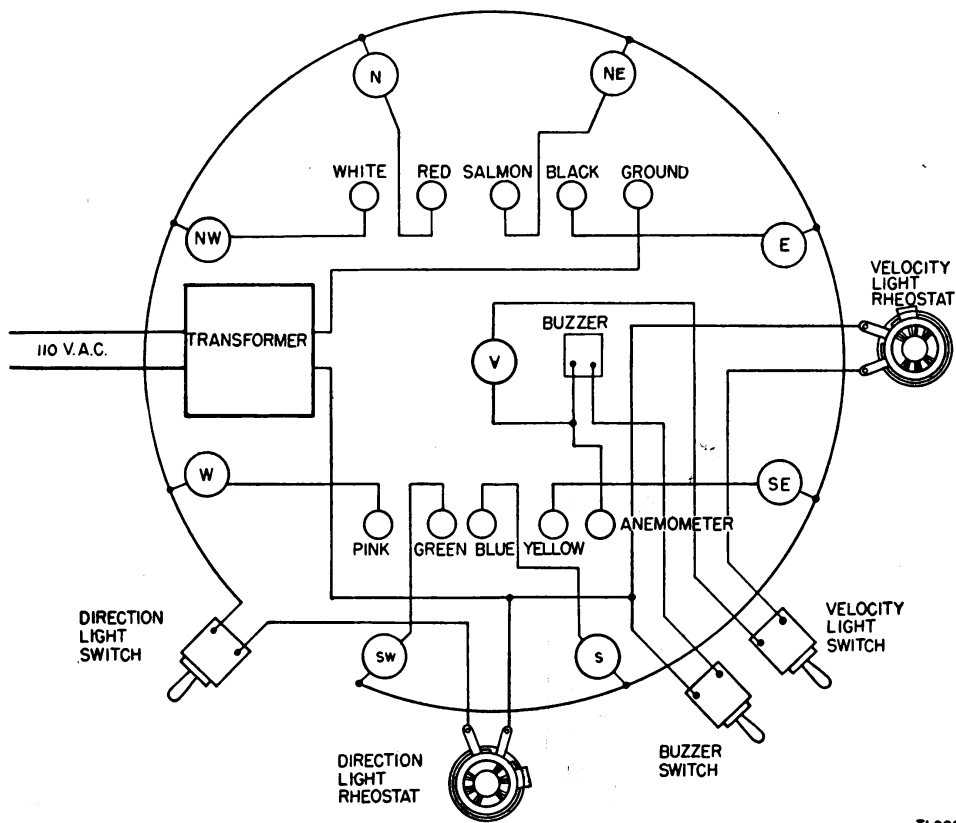 N
NE
WHITE
RED
SALMON
BLACK
GROUND
NW
E
VELOCITY
LIGHT
RHEOSTAT
TRANSFORMER
110 V.A.C.
BUZZER
V
W
SE
PINK
GREEN
BLUE
YELLOW
ANEMOMETER
DIRECTION
LIGHT
SWITCH
SW
S
VELOCITY
LIGHT
SWITCH
DIRECTION
LIGHT
RHEOSTAT
BUZZER
SWITCH